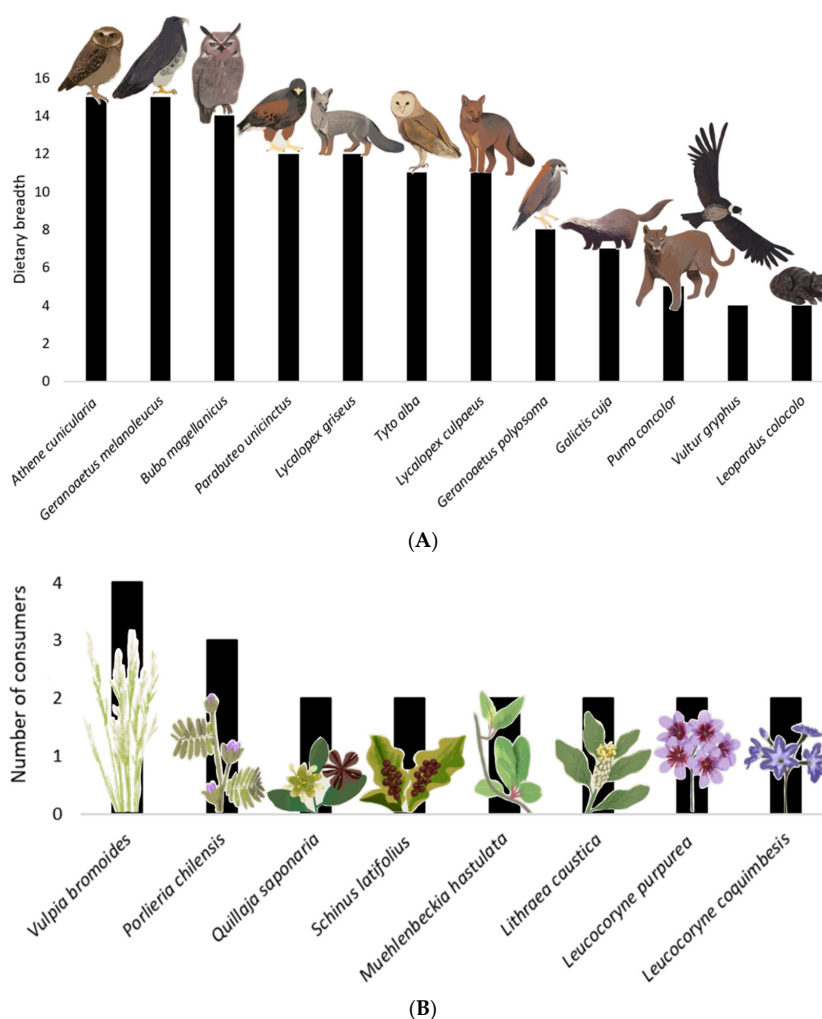 Dietary breadth
16
14
12
10
8
6
4
2
0
Athene cunicularia
Geranoaetus melanoleucus
Bubo magellanicus
Parabuteo unicinctus
Lycalopex griseus
Tyto alba
Lycalopex culpaeus
Geranoaetus polyosoma
Galictis cuja
Puma concolor
Vultur gryphus
Leopardus colocolo
(A)
Number of consumers
4
3
2
1
0
Vulpia bromoides
Porlieria chilensis
Quillaja saponaria
Schinus latifolius
Muehlenbeckia hastulata
Lithraea caustica
Leucocoryne purpurea
Leucocoryne coquimbesis
(B)